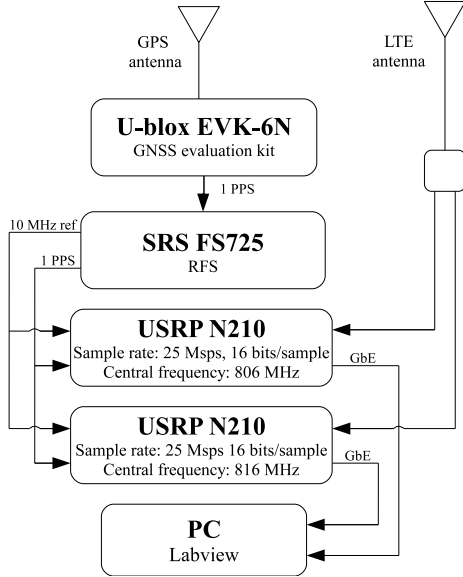 GPS
antenna
LTE
antenna
U-blox EVK-6N
GNSS evaluation kit
1 PPS
10 MHz ref
SRS FS725
RFS
1 PPS
USRP N210
Sample rate: 25 Msps, 16 bits/sample
Central frequency: 806 MHz
GbE
USRP N210
Sample rate: 25 Msps 16 bits/sample
Central frequency: 816 MHz
GbE
PC
Labview